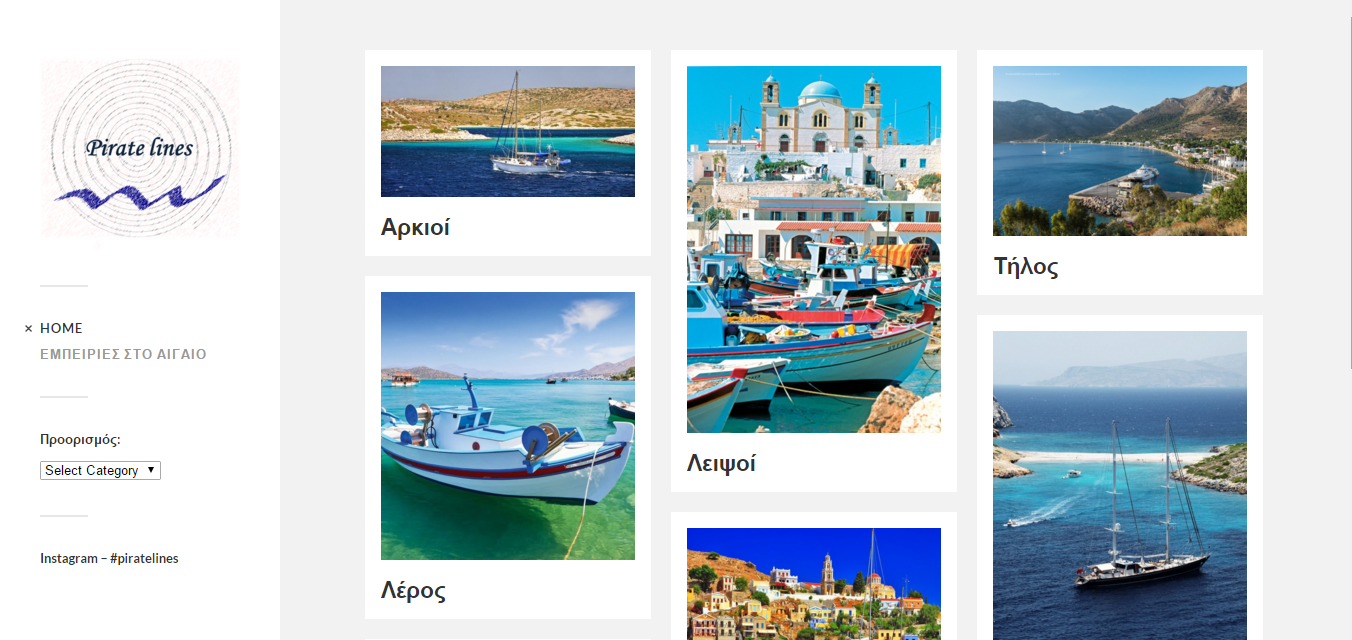 Pirate lines
× HOME
ΕΜΠΕΙΡΙΕΣ ΣΤΟ ΑΙΓΑΙΟ
Προορισμός:
Select Category
Instagram – #piratelines
Αρκιοί
Λέρος
Λειψοί
Τήλος